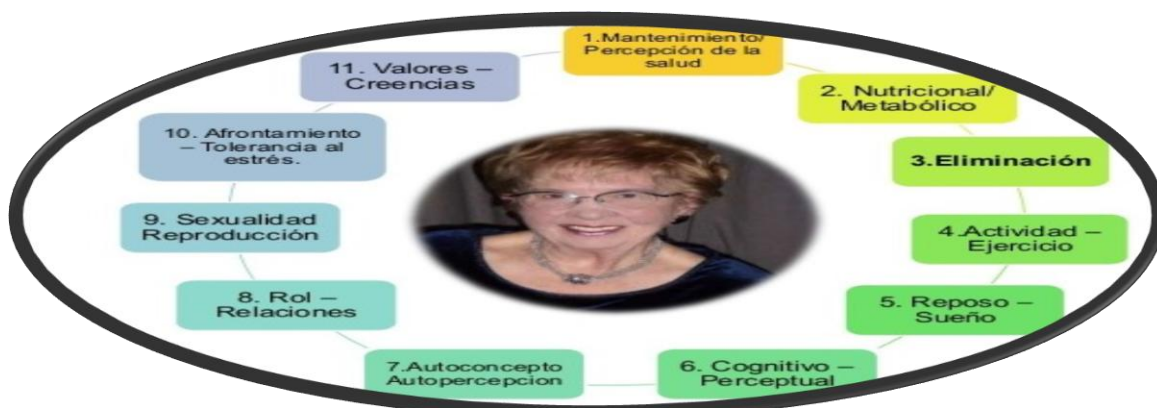 1.Mantenimiento/
Percepción de la
salud
2. Nutricional/
Metabólico
3.Eliminación
4.Actividad –
Ejercicio
5. Reposo –
Sueño
6. Cognitivo –
Perceptual
7.Autoconcepto
Autopercepcion
8. Rol –
Relaciones
9. Sexualidad
Reproducción
10. Afrontamiento
– Tolerancia al
estrés.
11. Valores –
Creencias